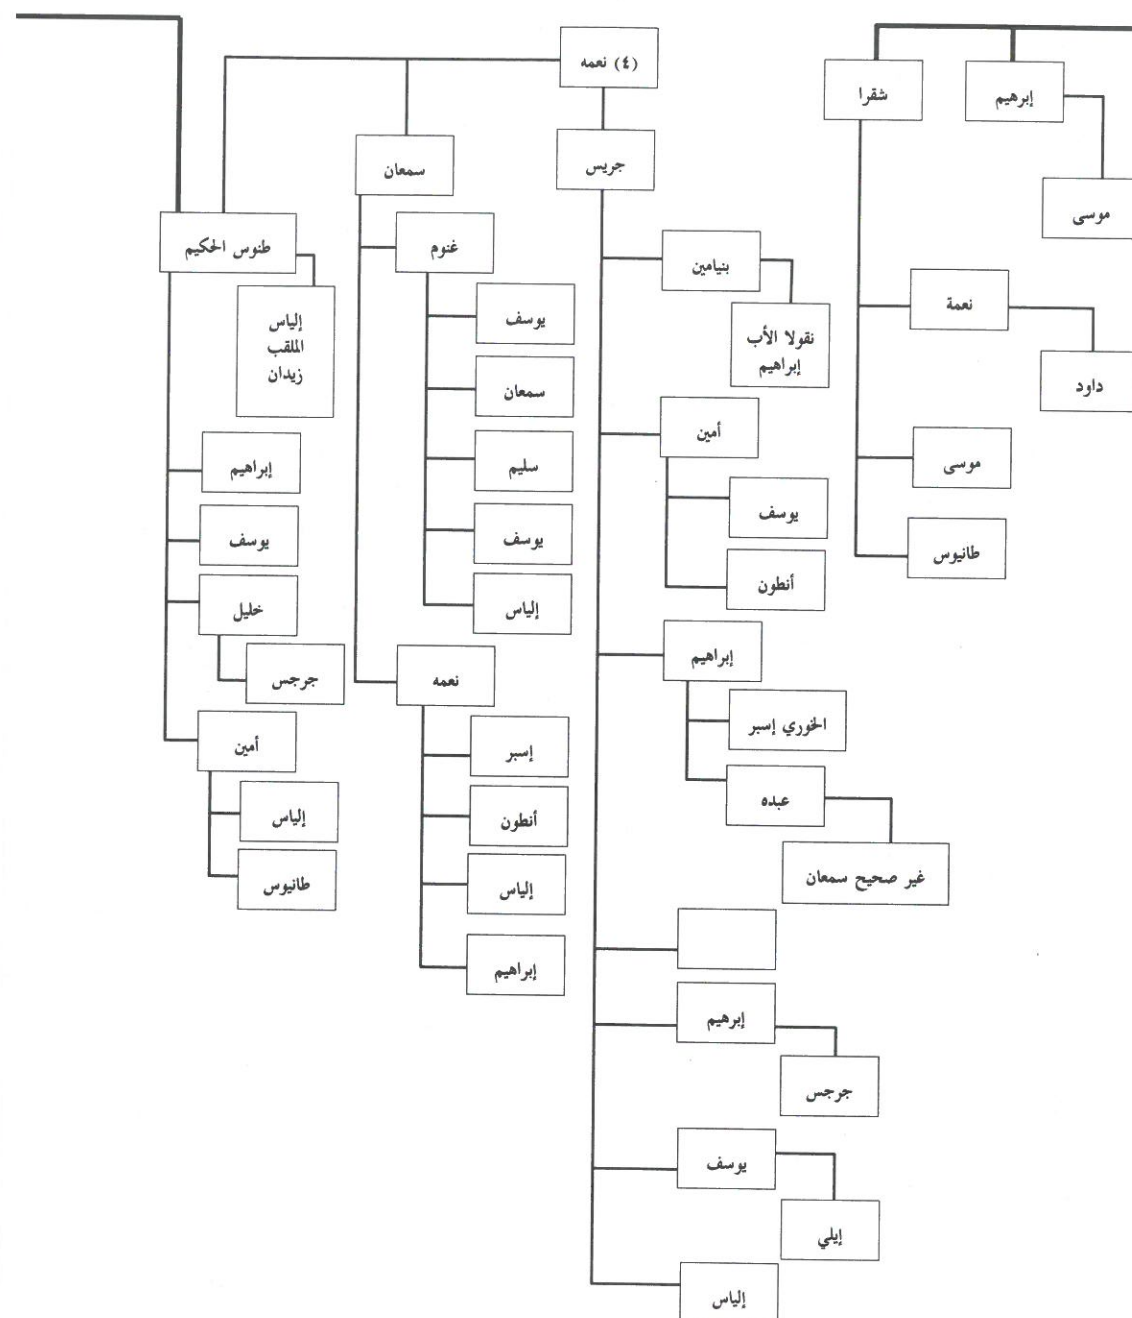 (٤) نعمه
شقرا
إبرهيم
موسى
نعمة
داود
موسى
طانيوس
جريس
بنيامين
نقولا الأب
إبراهيم
أمين
يوسف
أنطون
إبراهيم
الخوري إسبر
عبده
غير صحيح سمعان
إبرهيم
جرجس
يوسف
إيلي
إلياس
سمعان
غنوم
يوسف
سمعان
سليم
يوسف
إلياس
نعمه
إسبر
أنطون
إلياس
إبراهيم
طنوس الحكيم
إلياس
الملقب
زيدان
إبراهيم
يوسف
خليل
جرجس
أمين
إلياس
طانيوس